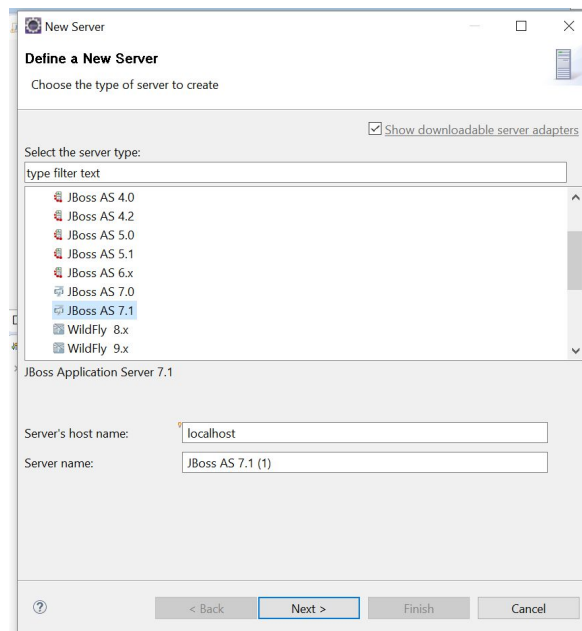 New Server
Define a New Server
Choose the type of server to create
Show downloadable server adapters
Select the server type:
type filter text
JBoss AS 4.0
JBoss AS 4.2
JBoss AS 5.0
JBoss AS 5.1
JBoss AS 6.x
JBoss AS 7.0
JBoss AS 7.1
WildFly 8.x
WildFly 9.x
JBoss Application Server 7.1
Server's host name: localhost
Server name: JBoss AS 7.1 (1)
? < Back Next > Finish Cancel